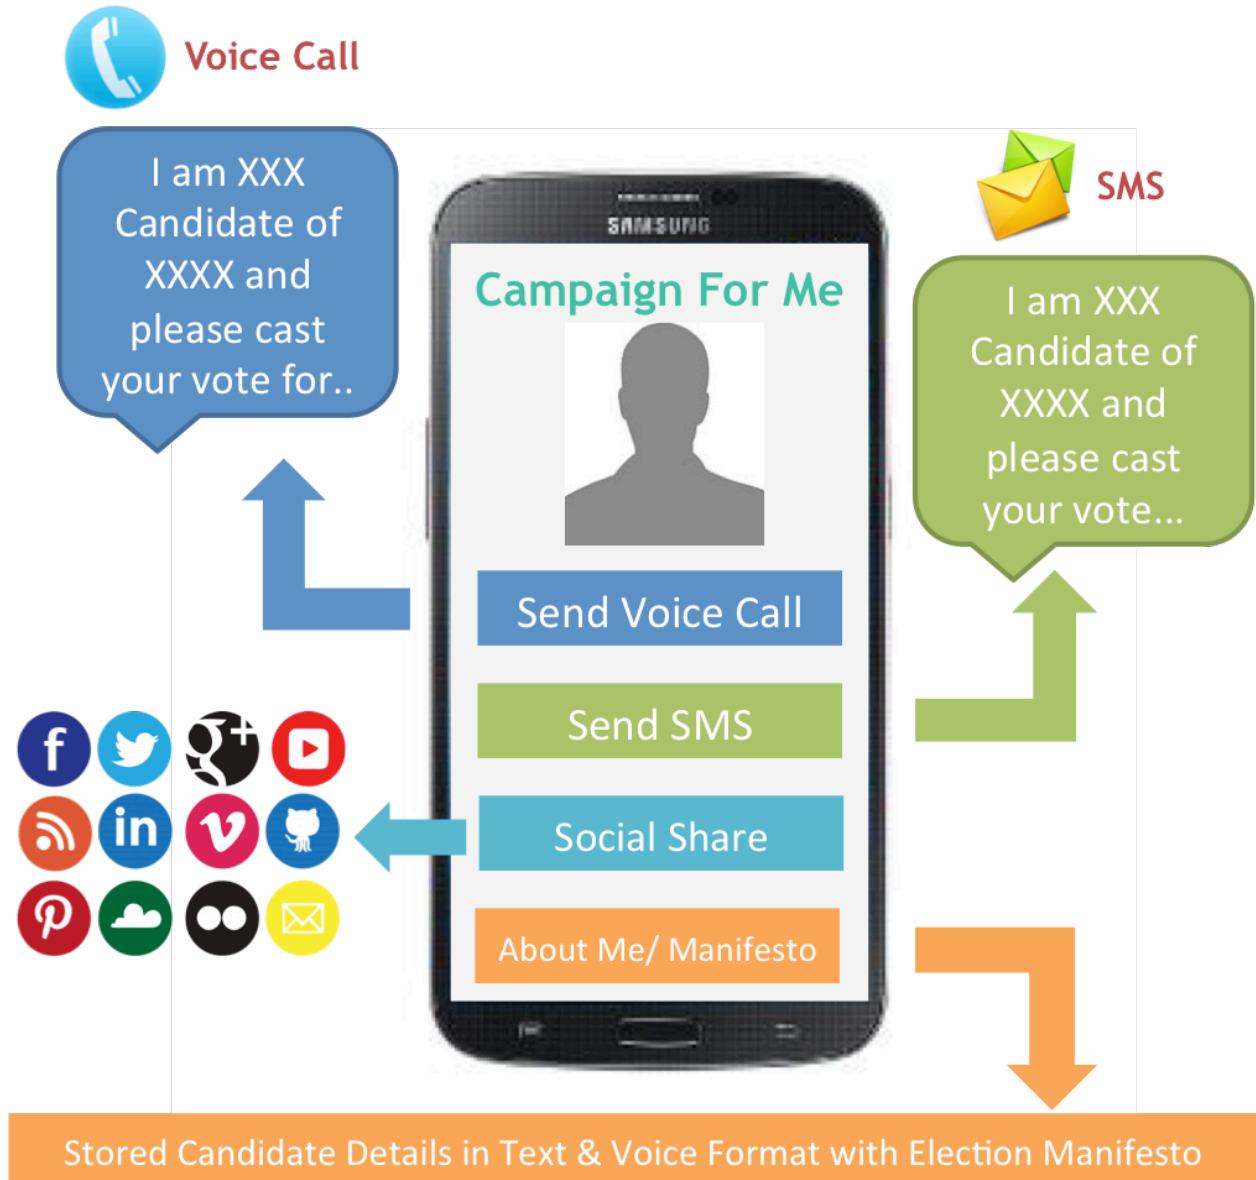 Voice Call
I am XXX
Candidate of
XXXX and
please cast
your vote for..
SMS
I am XXX
Candidate of
XXXX and
please cast
your vote...
SAMSUNG
Campaign For Me
Send Voice Call
Send SMS
Social Share
About Me/ Manifesto
f
g+
in
Stored Candidate Details in Text & Voice Format with Election Manifesto